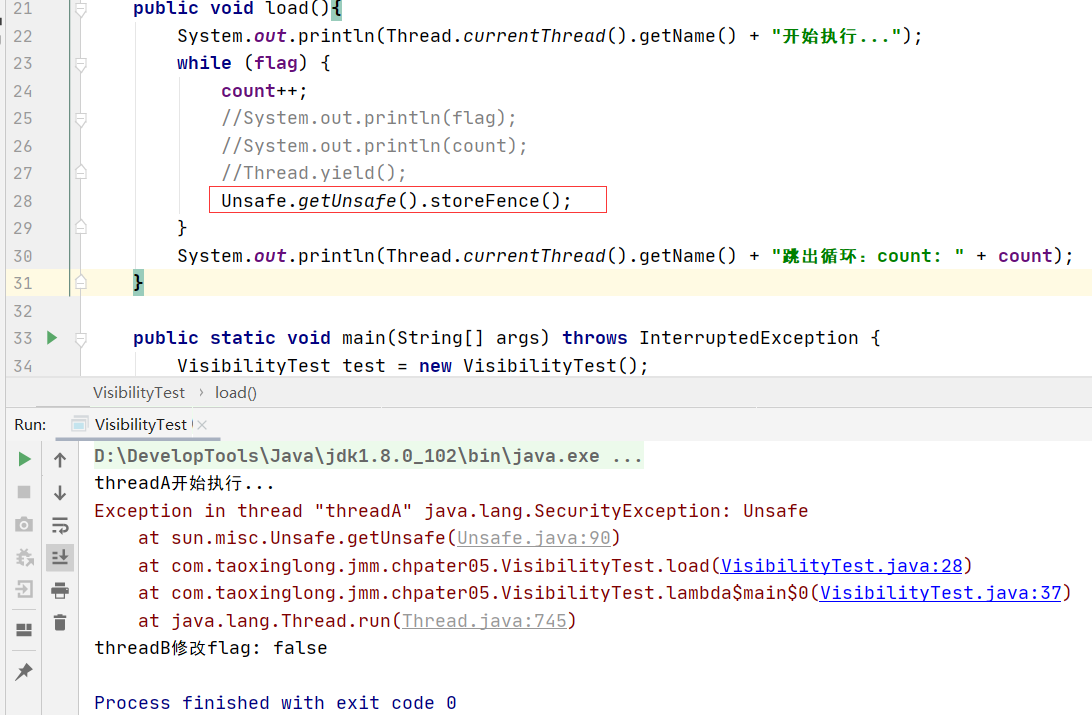 21 public void load(){
22 System.out.println(Thread.currentThread().getName() + "开始执行...");
23 while (flag) {
24 count++;
25 //System.out.println(flag);
26 //System.out.println(count);
27 //Thread.yield();
28 Unsafe.getUnsafe().storeFence();
29 }
30 System.out.println(Thread.currentThread().getName() + "跳出循环：count: " + count);
31 }
32
33 public static void main(String[] args) throws InterruptedException {
34 VisibilityTest test = new VisibilityTest();
VisibilityTest › load()
Run: VisibilityTest ×
D:\DevelopTools\Java\jdk1.8.0_102\bin\java.exe ...
threadA开始执行...
Exception in thread "threadA" java.lang.SecurityException: Unsafe
at sun.misc.Unsafe.getUnsafe(Unsafe.java:90)
at com.taoxinglong.jmm.chpater05.VisibilityTest.load(VisibilityTest.java:28)
at com.taoxinglong.jmm.chpater05.VisibilityTest.lambda$main$0(VisibilityTest.java:37)
at java.lang.Thread.run(Thread.java:745)
threadB修改flag: false
Process finished with exit code 0